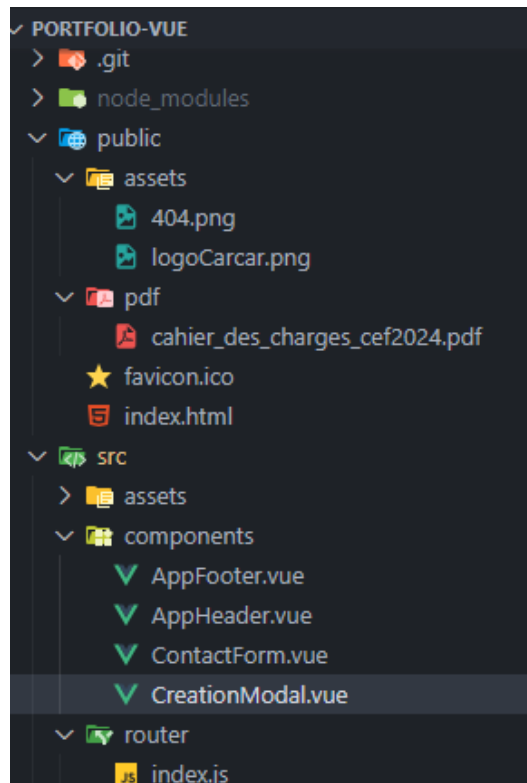 PORTFOLIO-VUE
.git
node_modules
public
assets
404.png
logoCarcar.png
pdf
cahier_des_charges_cef2024.pdf
favicon.ico
index.html
src
assets
components
AppFooter.vue
AppHeader.vue
ContactForm.vue
CreationModal.vue
router
JS index.js